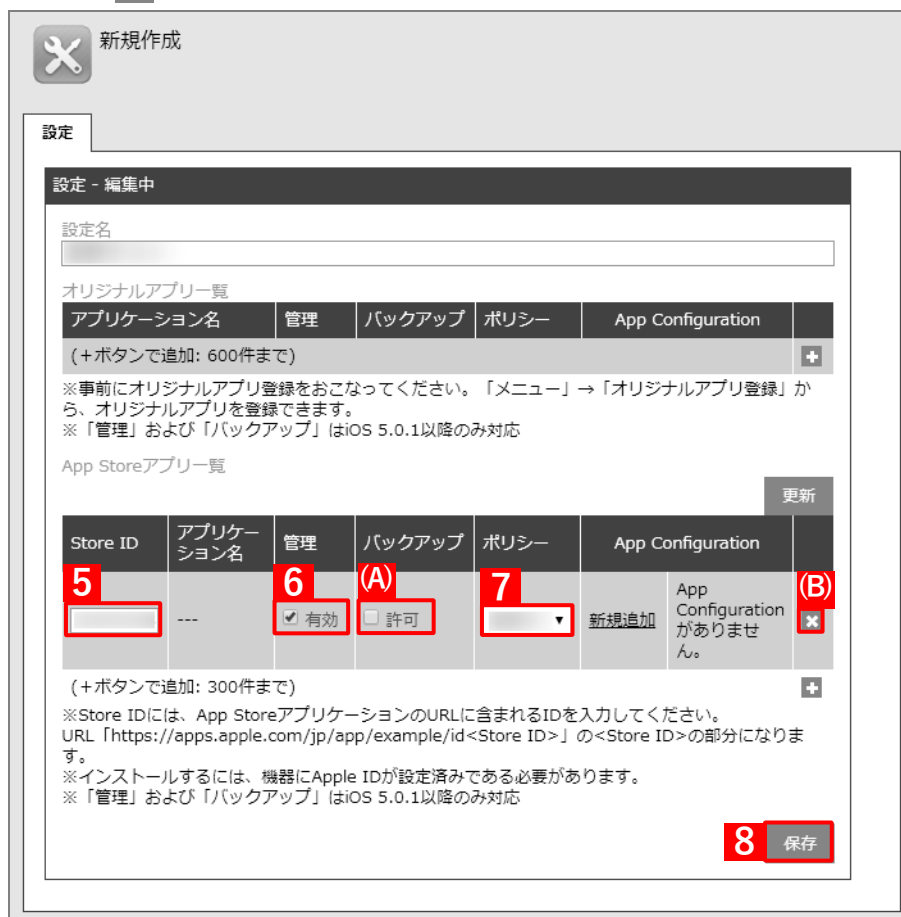 新規作成
設定
設定 - 編集中
設定名
オリジナルアプリ一覧
アプリケーション名 管理 バックアップ ポリシー App Configuration
(+ボタンで追加: 600件まで)
※事前にオリジナルアプリ登録をおこなってください。「メニュー」→「オリジナルアプリ登録」か
ら、オリジナルアプリを登録できます。
※「管理」および「バックアップ」はiOS 5.0.1以降のみ対応
App Storeアプリ一覧
更新
Store ID アプリケー
ション名 管理 バックアップ ポリシー App Configuration
5 6 (A) 7 (B)
--- 有効 許可 新規追加 App
Configuration
がありませ
ん。
(+ボタンで追加: 300件まで)
※Store IDには、App StoreアプリケーションのURLに含まれるIDを入力してください。
URL「https://apps.apple.com/jp/app/example/id<Store ID>」の<Store ID>の部分になりま
す。
※インストールするには、機器にApple IDが設定済みである必要があります。
※「管理」および「バックアップ」はiOS 5.0.1以降のみ対応
8 保存